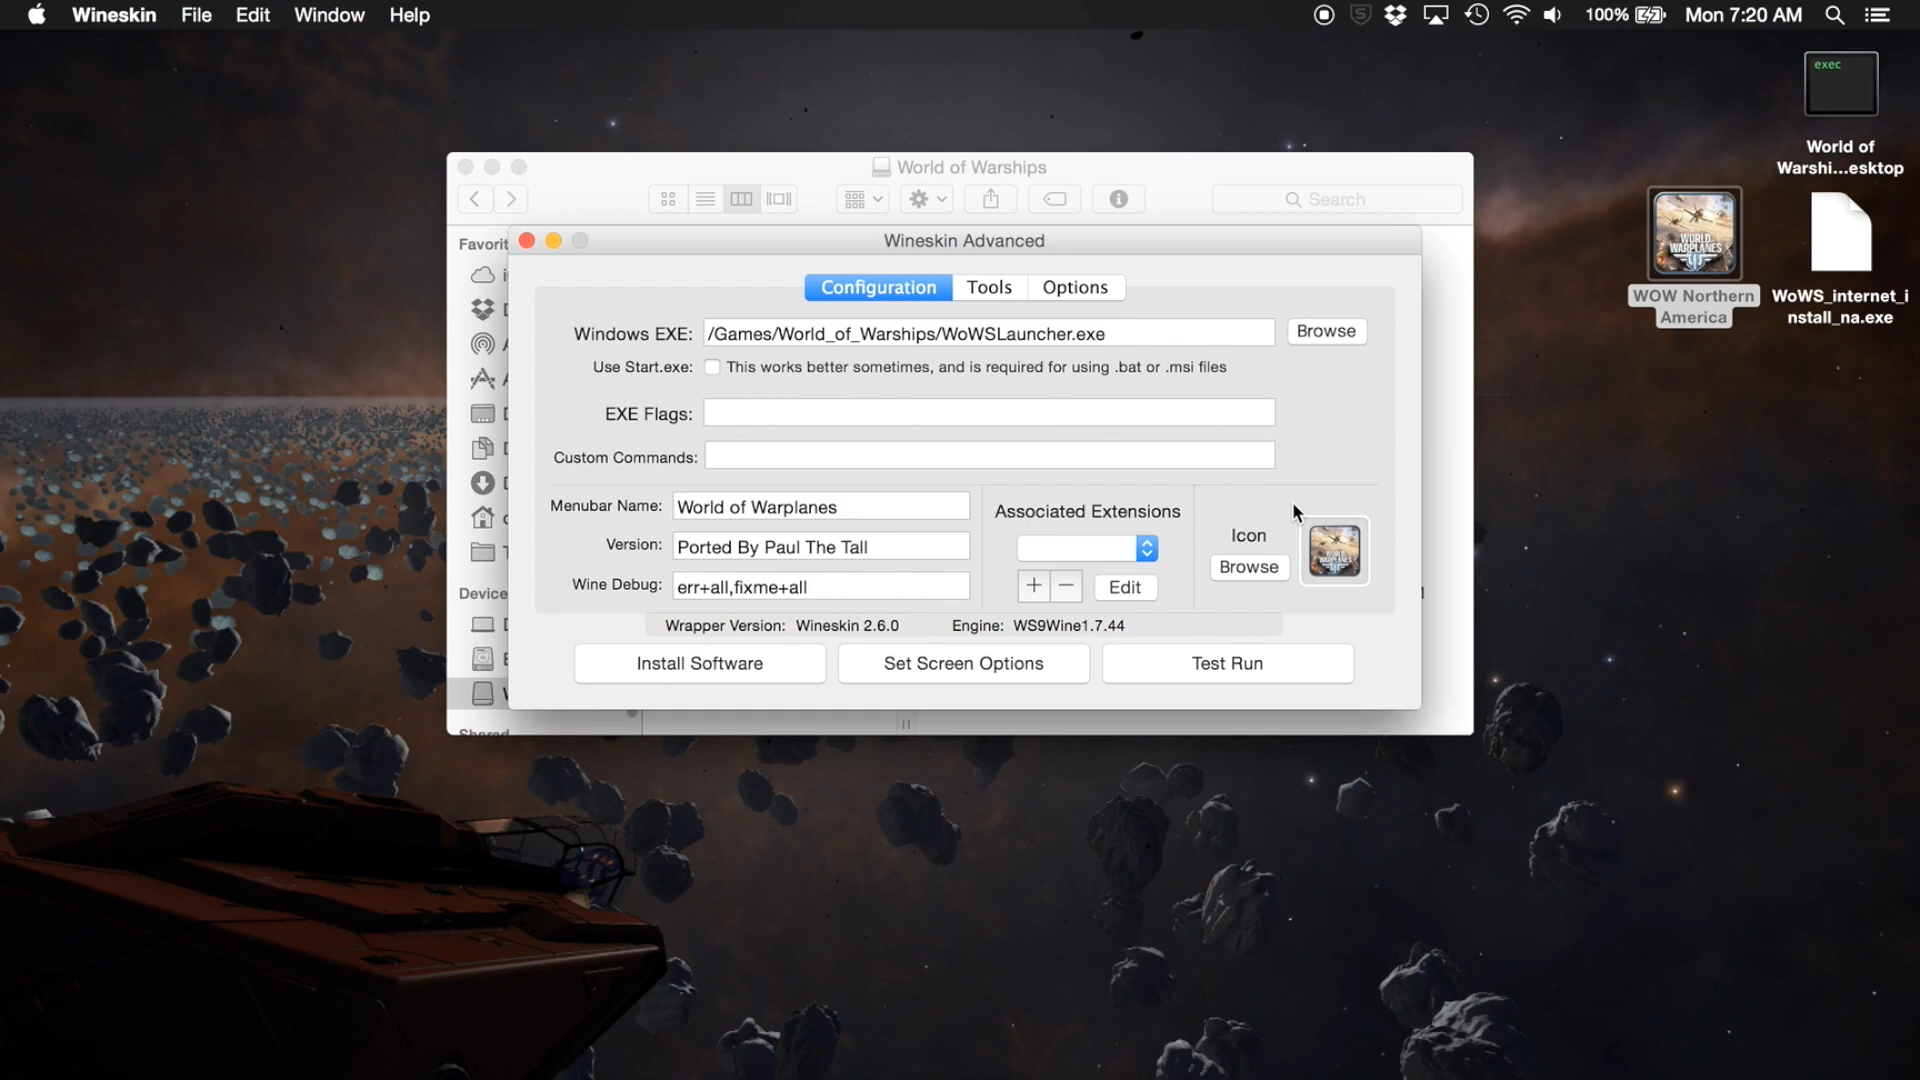 Wineskin File Edit Window Help
100% Mon 7:20 AM
exec
World of
Warshi...esktop
World of Warships
Search
WORLD OF
WARPLANES
WOW Northern
America
WoWS_internet_i
nstall_na.exe
Favorit
Wineskin Advanced
Configuration Tools Options
Windows EXE: /Games/World_of_Warships/WoWSLauncher.exe Browse
Use Start.exe: This works better sometimes, and is required for using .bat or .msi files
EXE Flags:
Custom Commands:
Menubar Name: World of Warplanes
Associated Extensions
Icon
Version: Ported By Paul The Tall
Browse
Wine Debug: err+all,fixme+all
+ − Edit
Device
Wrapper Version: Wineskin 2.6.0 Engine: WS9Wine1.7.44
Install Software Set Screen Options Test Run